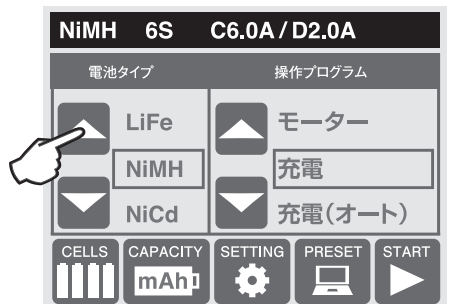 NiMH 6S C6.0A / D2.0A
電池タイプ 操作プログラム
LiFe モーター
NiMH 充電
NiCd 充電(オート)
CELLS CAPACITY SETTING PRESET START
mAh